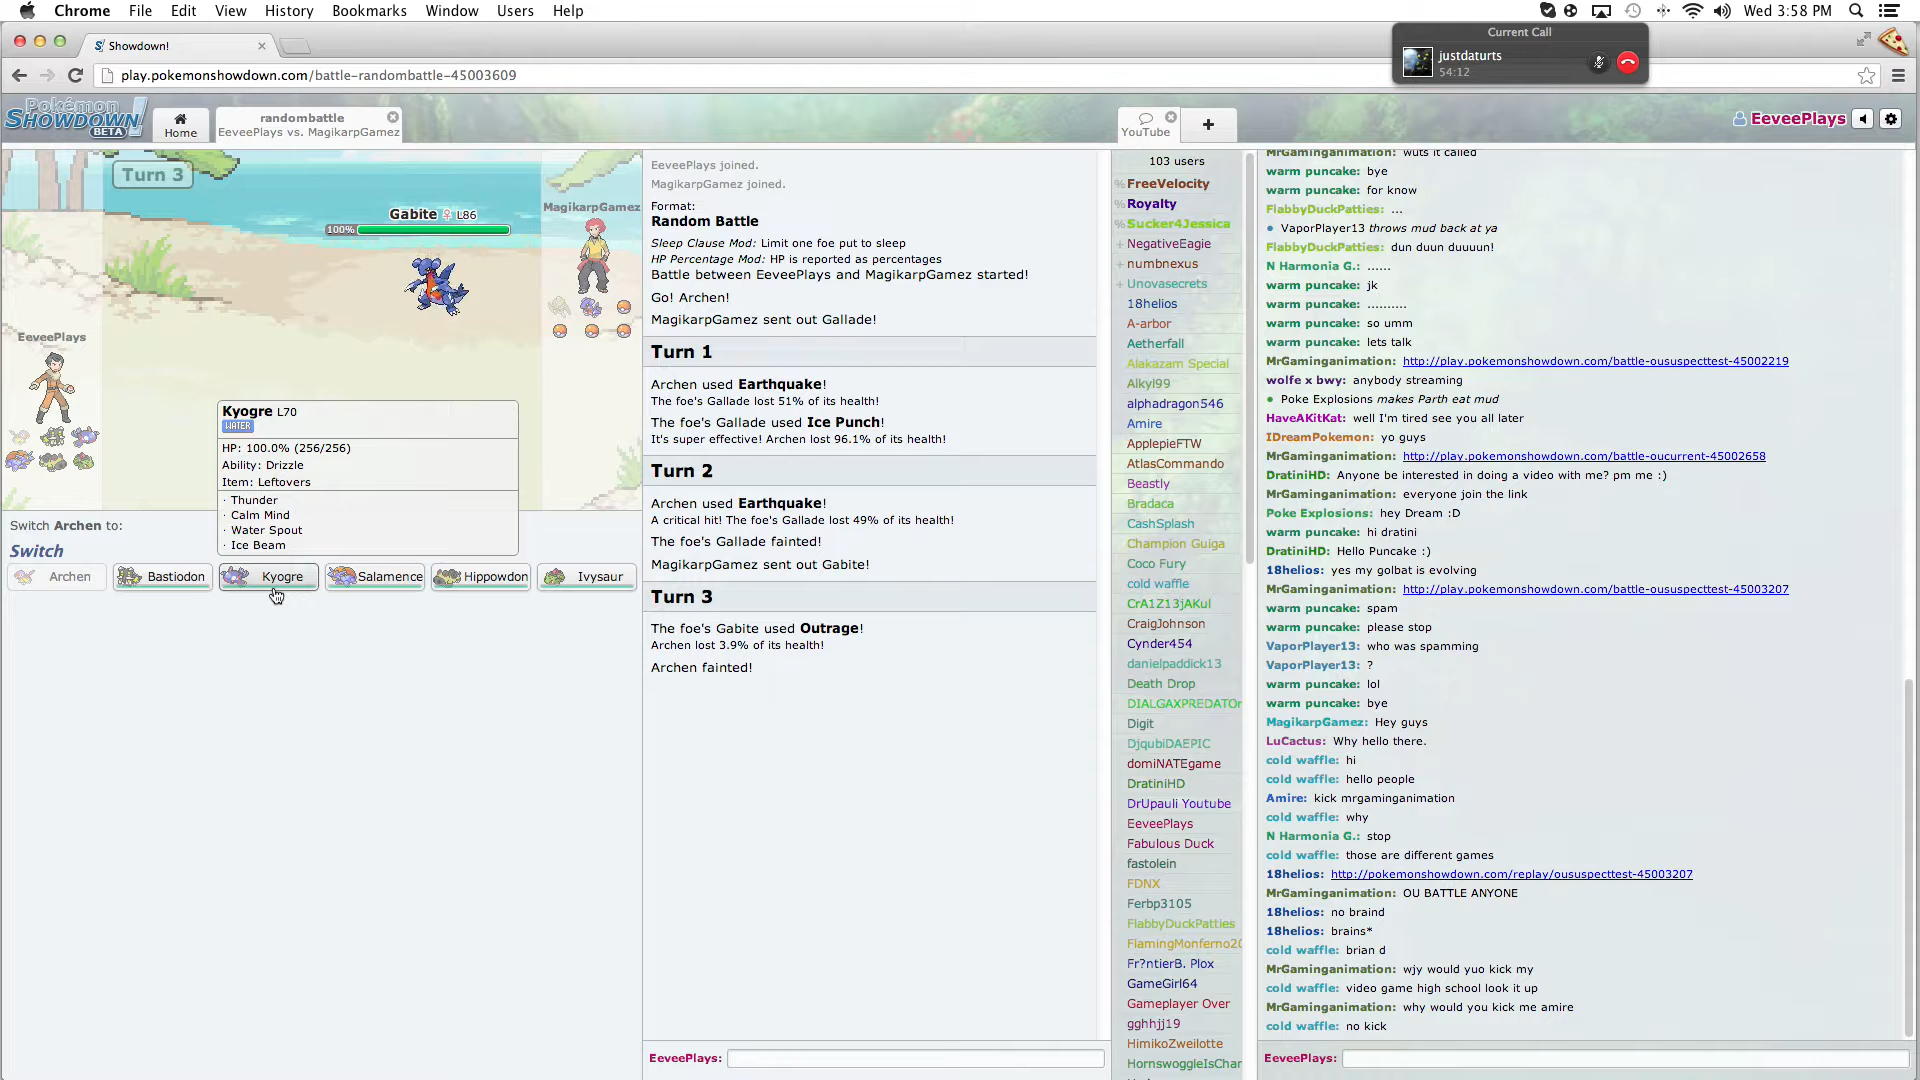 Chrome File Edit View History Bookmarks Window Users Help
Wed 3:58 PM
Current Call
justdaturts
54:12
Showdown!
play.pokemonshowdown.com/battle-randombattle-45003609
Pokémon
SHOWDOWN!
BETA
Home
randombattle
EeveePlays vs. MagikarpGamez
YouTube
+
EeveePlays
Turn 3
Gabite ♀ L86
100%
MagikarpGamez
EeveePlays
Kyogre L70
WATER
HP: 100.0% (256/256)
Ability: Drizzle
Item: Leftovers
· Thunder
· Calm Mind
· Water Spout
· Ice Beam
Switch Archen to:
Switch
Archen
Bastiodon
Kyogre
Salamence
Hippowdon
Ivysaur
EeveePlays joined.
MagikarpGamez joined.
Format:
Random Battle
Sleep Clause Mod: Limit one foe put to sleep
HP Percentage Mod: HP is reported as percentages
Battle between EeveePlays and MagikarpGamez started!
Go! Archen!
MagikarpGamez sent out Gallade!
Turn 1
Archen used Earthquake!
The foe's Gallade lost 51% of its health!
The foe's Gallade used Ice Punch!
It's super effective! Archen lost 96.1% of its health!
Turn 2
Archen used Earthquake!
A critical hit! The foe's Gallade lost 49% of its health!
The foe's Gallade fainted!
MagikarpGamez sent out Gabite!
Turn 3
The foe's Gabite used Outrage!
Archen lost 3.9% of its health!
Archen fainted!
EeveePlays:
103 users
%FreeVelocity
%Royalty
%Sucker4Jessica
+NegativeEagie
+numbnexus
+Unovasecrets
18helios
A-arbor
Aetherfall
Alakazam Special
Alkyl99
alphadragon546
Amire
ApplepieFTW
AtlasCommando
Beastly
Bradaca
CashSplash
Champion Guiga
Coco Fury
cold waffle
CrA1Z13jAKul
CraigJohnson
Cynder454
danielpaddick13
Death Drop
DIALGAXPREDATOr
Digit
DjqubiDAEPIC
domiNATEgame
DratiniHD
DrUpauli Youtube
EeveePlays
Fabulous Duck
fastolein
FDNX
Ferbp3105
FlabbyDuckPatties
FlamingMonferno20
Fr?ntierB. Plox
GameGirl64
Gameplayer Over
gghhjj19
HimikoZweilotte
HornswoggleIsChar
MrGaminganimation: wuts it called
warm puncake: bye
warm puncake: for know
FlabbyDuckPatties: ...
• VaporPlayer13 throws mud back at ya
FlabbyDuckPatties: dun duun duuuun!
N Harmonia G.: ......
warm puncake: jk
warm puncake: ..........
warm puncake: so umm
warm puncake: lets talk
MrGaminganimation: http://play.pokemonshowdown.com/battle-oususpecttest-45002219
wolfe x bwy: anybody streaming
• Poke Explosions makes Parth eat mud
HaveAKitKat: well I'm tired see you all later
IDreamPokemon: yo guys
MrGaminganimation: http://play.pokemonshowdown.com/battle-oucurrent-45002658
DratiniHD: Anyone be interested in doing a video with me? pm me :)
MrGaminganimation: everyone join the link
Poke Explosions: hey Dream :D
warm puncake: hi dratini
DratiniHD: Hello Puncake :)
18helios: yes my golbat is evolving
MrGaminganimation: http://play.pokemonshowdown.com/battle-oususpecttest-45003207
warm puncake: spam
warm puncake: please stop
VaporPlayer13: who was spamming
VaporPlayer13: ?
warm puncake: lol
warm puncake: bye
MagikarpGamez: Hey guys
LuCactus: Why hello there.
cold waffle: hi
cold waffle: hello people
Amire: kick mrgaminganimation
cold waffle: why
N Harmonia G.: stop
cold waffle: those are different games
18helios: http://pokemonshowdown.com/replay/oususpecttest-45003207
MrGaminganimation: OU BATTLE ANYONE
18helios: no braind
18helios: brains*
cold waffle: brian d
MrGaminganimation: wjy would yuo kick my
cold waffle: video game high school look it up
MrGaminganimation: why would you kick me amire
cold waffle: no kick
EeveePlays: